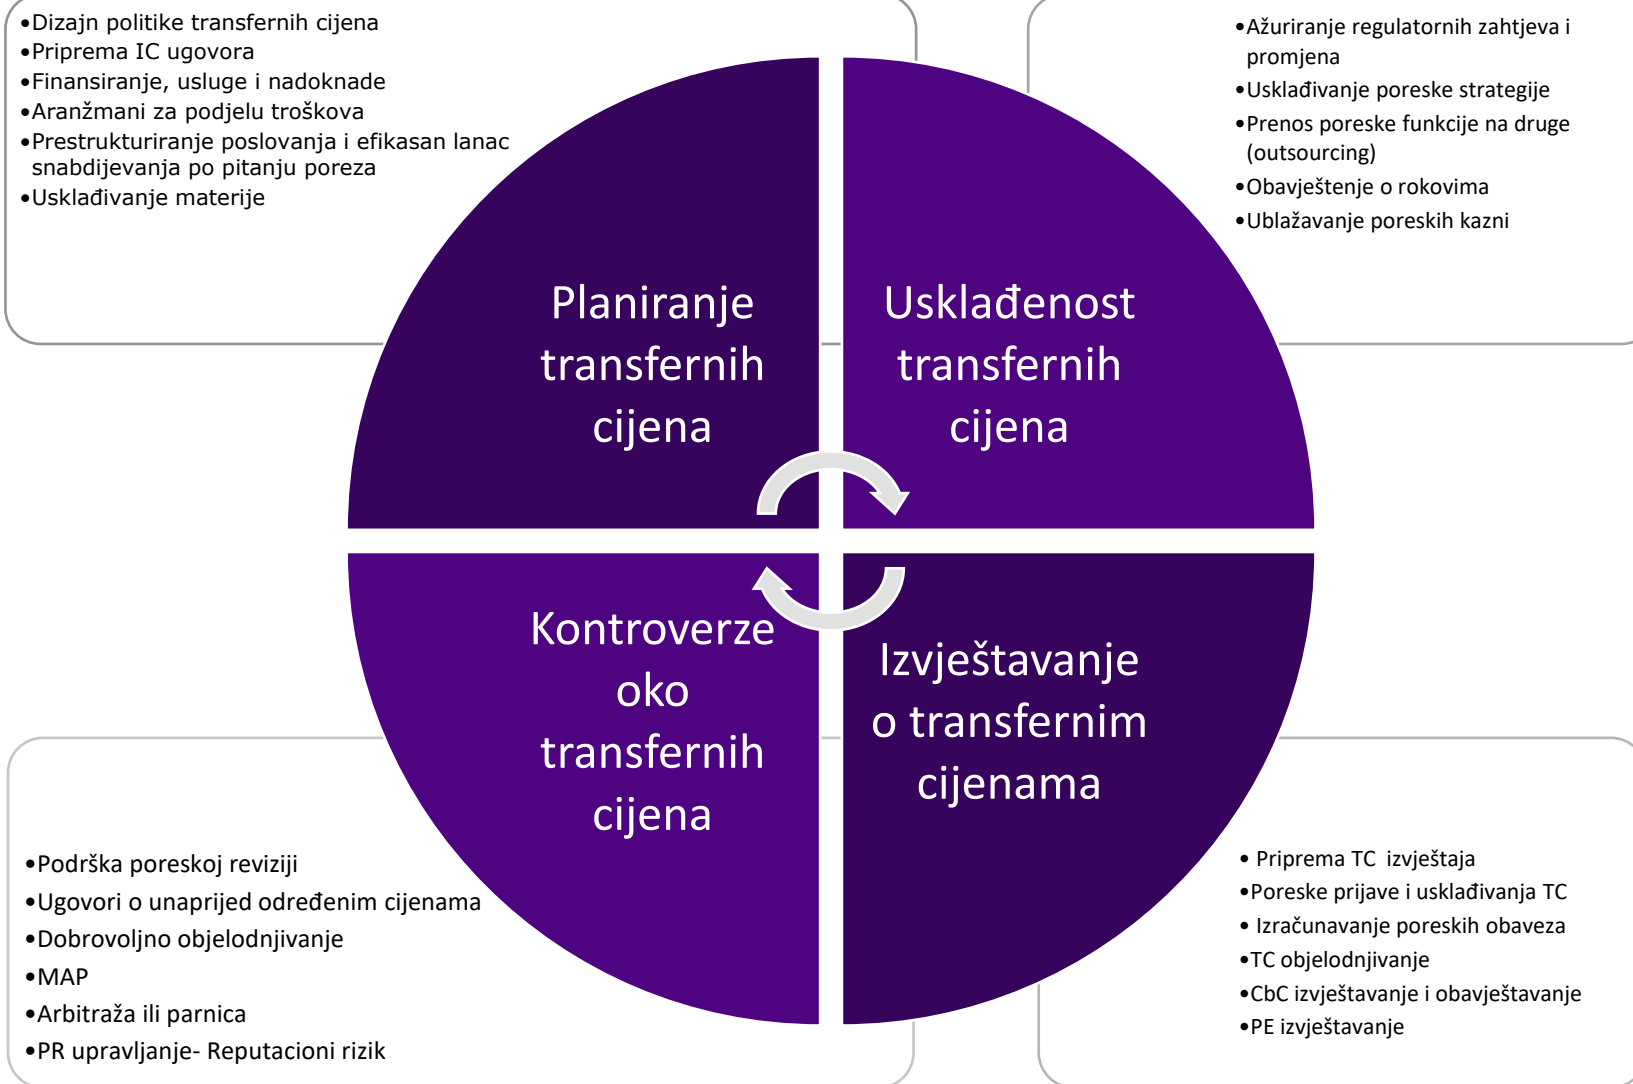 •Dizajn politike transfernih cijena
•Priprema IC ugovora
•Finansiranje, usluge i nadoknade
•Aranžmani za podjelu troškova
•Prestrukturiranje poslovanja i efikasan lanac
snabdijevanja po pitanju poreza
•Usklađivanje materije
•Ažuriranje regulatornih zahtjeva i
promjena
•Usklađivanje poreske strategije
•Prenos poreske funkcije na druge
(outsourcing)
•Obavještenje o rokovima
•Ublažavanje poreskih kazni
Planiranje
transfernih
cijena
Usklađenost
transfernih
cijena
Kontroverze
oko
transfernih
cijena
Izvještavanje
o transfernim
cijenama
•Podrška poreskoj reviziji
•Ugovori o unaprijed određenim cijenama
•Dobrovoljno objelodnjivanje
•MAP
•Arbitraža ili parnica
•PR upravljanje- Reputacioni rizik
• Priprema TC izvještaja
•Poreske prijave i usklađivanja TC
• Izračunavanje poreskih obaveza
•TC objelodnjivanje
•CbC izvještavanje i obavještavanje
•PE izvještavanje